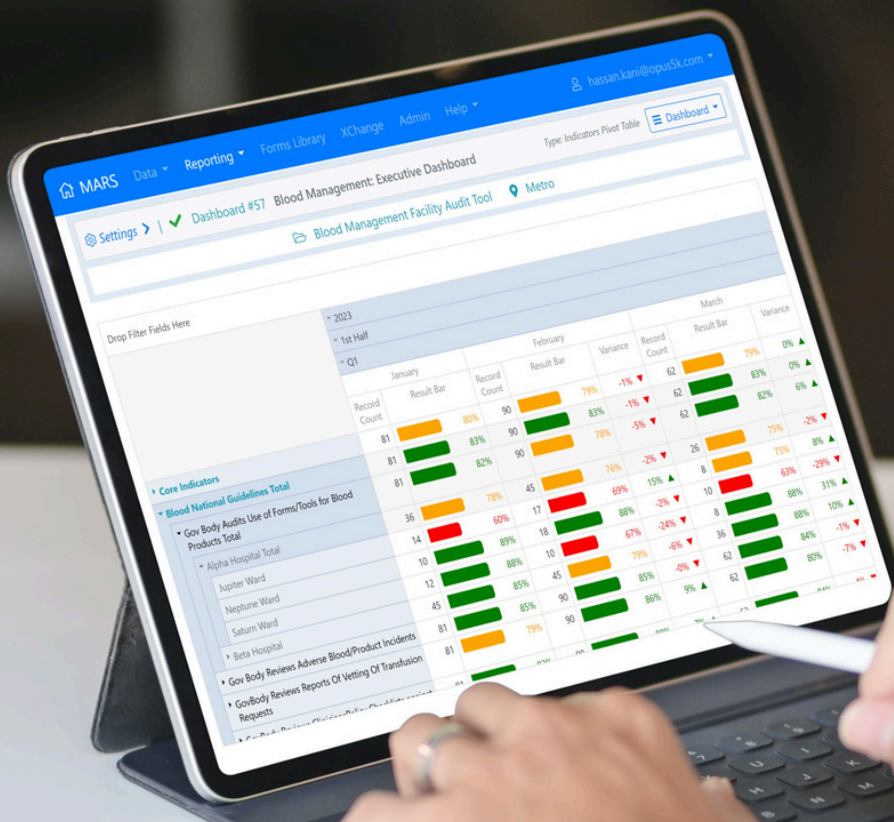 MARS Data Reporting Forms Library XChange Admin Help hassan.kani@opus5k.com
Settings | Dashboard #57 Blood Management: Executive Dashboard Type: Indicators Pivot Table Dashboard
Blood Management Facility Audit Tool Metro
Drop Filter Fields Here
2023
1st Half
Q1
January February March
Record Count Result Bar Record Count Result Bar Variance Record Count Result Bar Variance
Core Indicators 81 80% 90 79% -1% 62 79% 0%
Blood National Guidelines Total 81 83% 90 83% -1% 62 83% 0%
Gov Body Audits Use of Forms/Tools for Blood
Products Total 81 82% 90 78% -5% 62 82% 6%
Alpha Hospital Total 36 78% 45 76% -2% 26 75% -2%
Jupiter Ward 14 60% 17 69% 15% 8 75% 8%
Neptune Ward 10 89% 18 88% -2% 10 63% -29%
Saturn Ward 12 88% 10 67% -24% 8 88% 31%
Beta Hospital 45 85% 45 79% -6% 36 88% 10%
Gov Body Reviews Adverse Blood/Product Incidents 81 85% 90 85% -0% 62 84% -1%
GovBody Reviews Reports Of Vetting Of Transfusion
Requests 81 79% 90 86% 9% 62 80% -7%